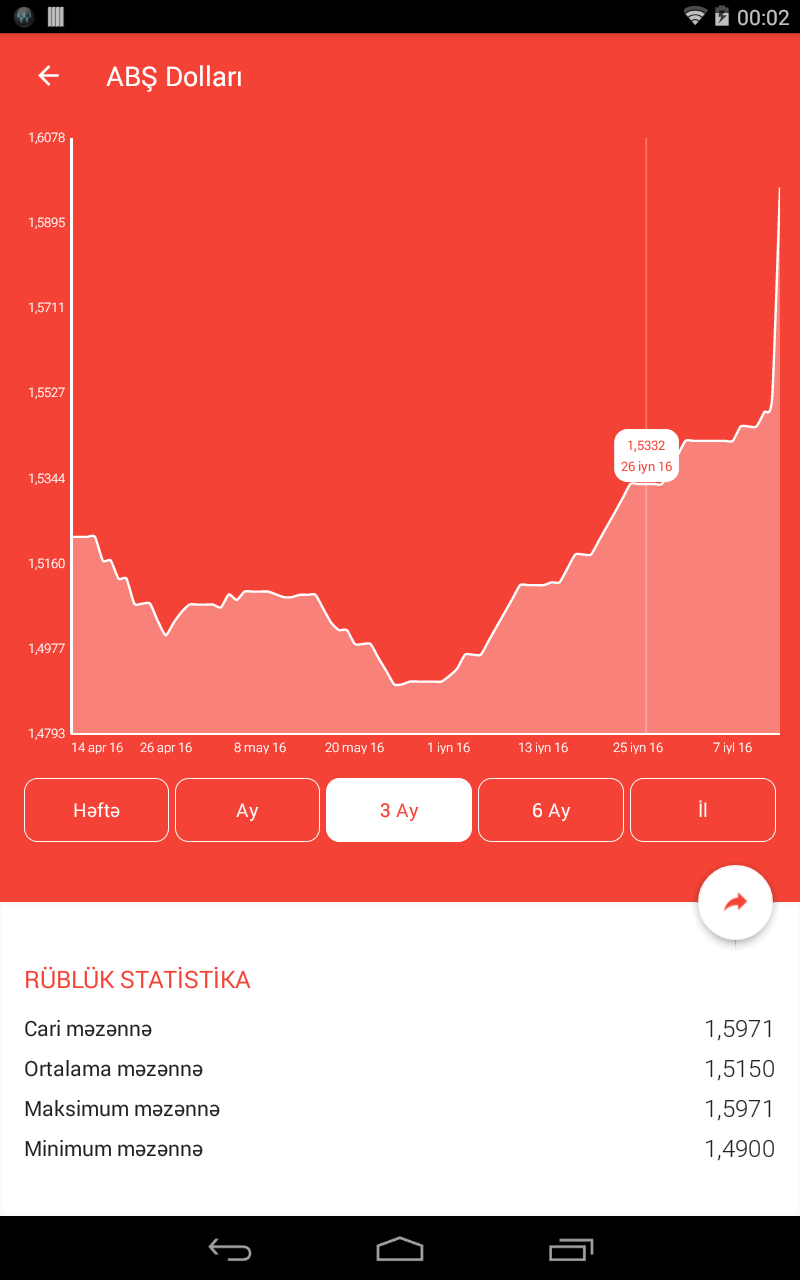 00:02
ABŞ Dolları
1,6078
1,5895
1,5711
1,5527
1,5332
26 iyn 16
1,5344
1,5160
1,4977
1,4793
14 apr 16 26 apr 16 8 may 16 20 may 16 1 iyn 16 13 iyn 16 25 iyn 16 7 iyl 16
Həftə Ay 3 Ay 6 Ay İl
RÜBLÜK STATİSTİKA
Cari məzənnə 1,5971
Ortalama məzənnə 1,5150
Maksimum məzənnə 1,5971
Minimum məzənnə 1,4900